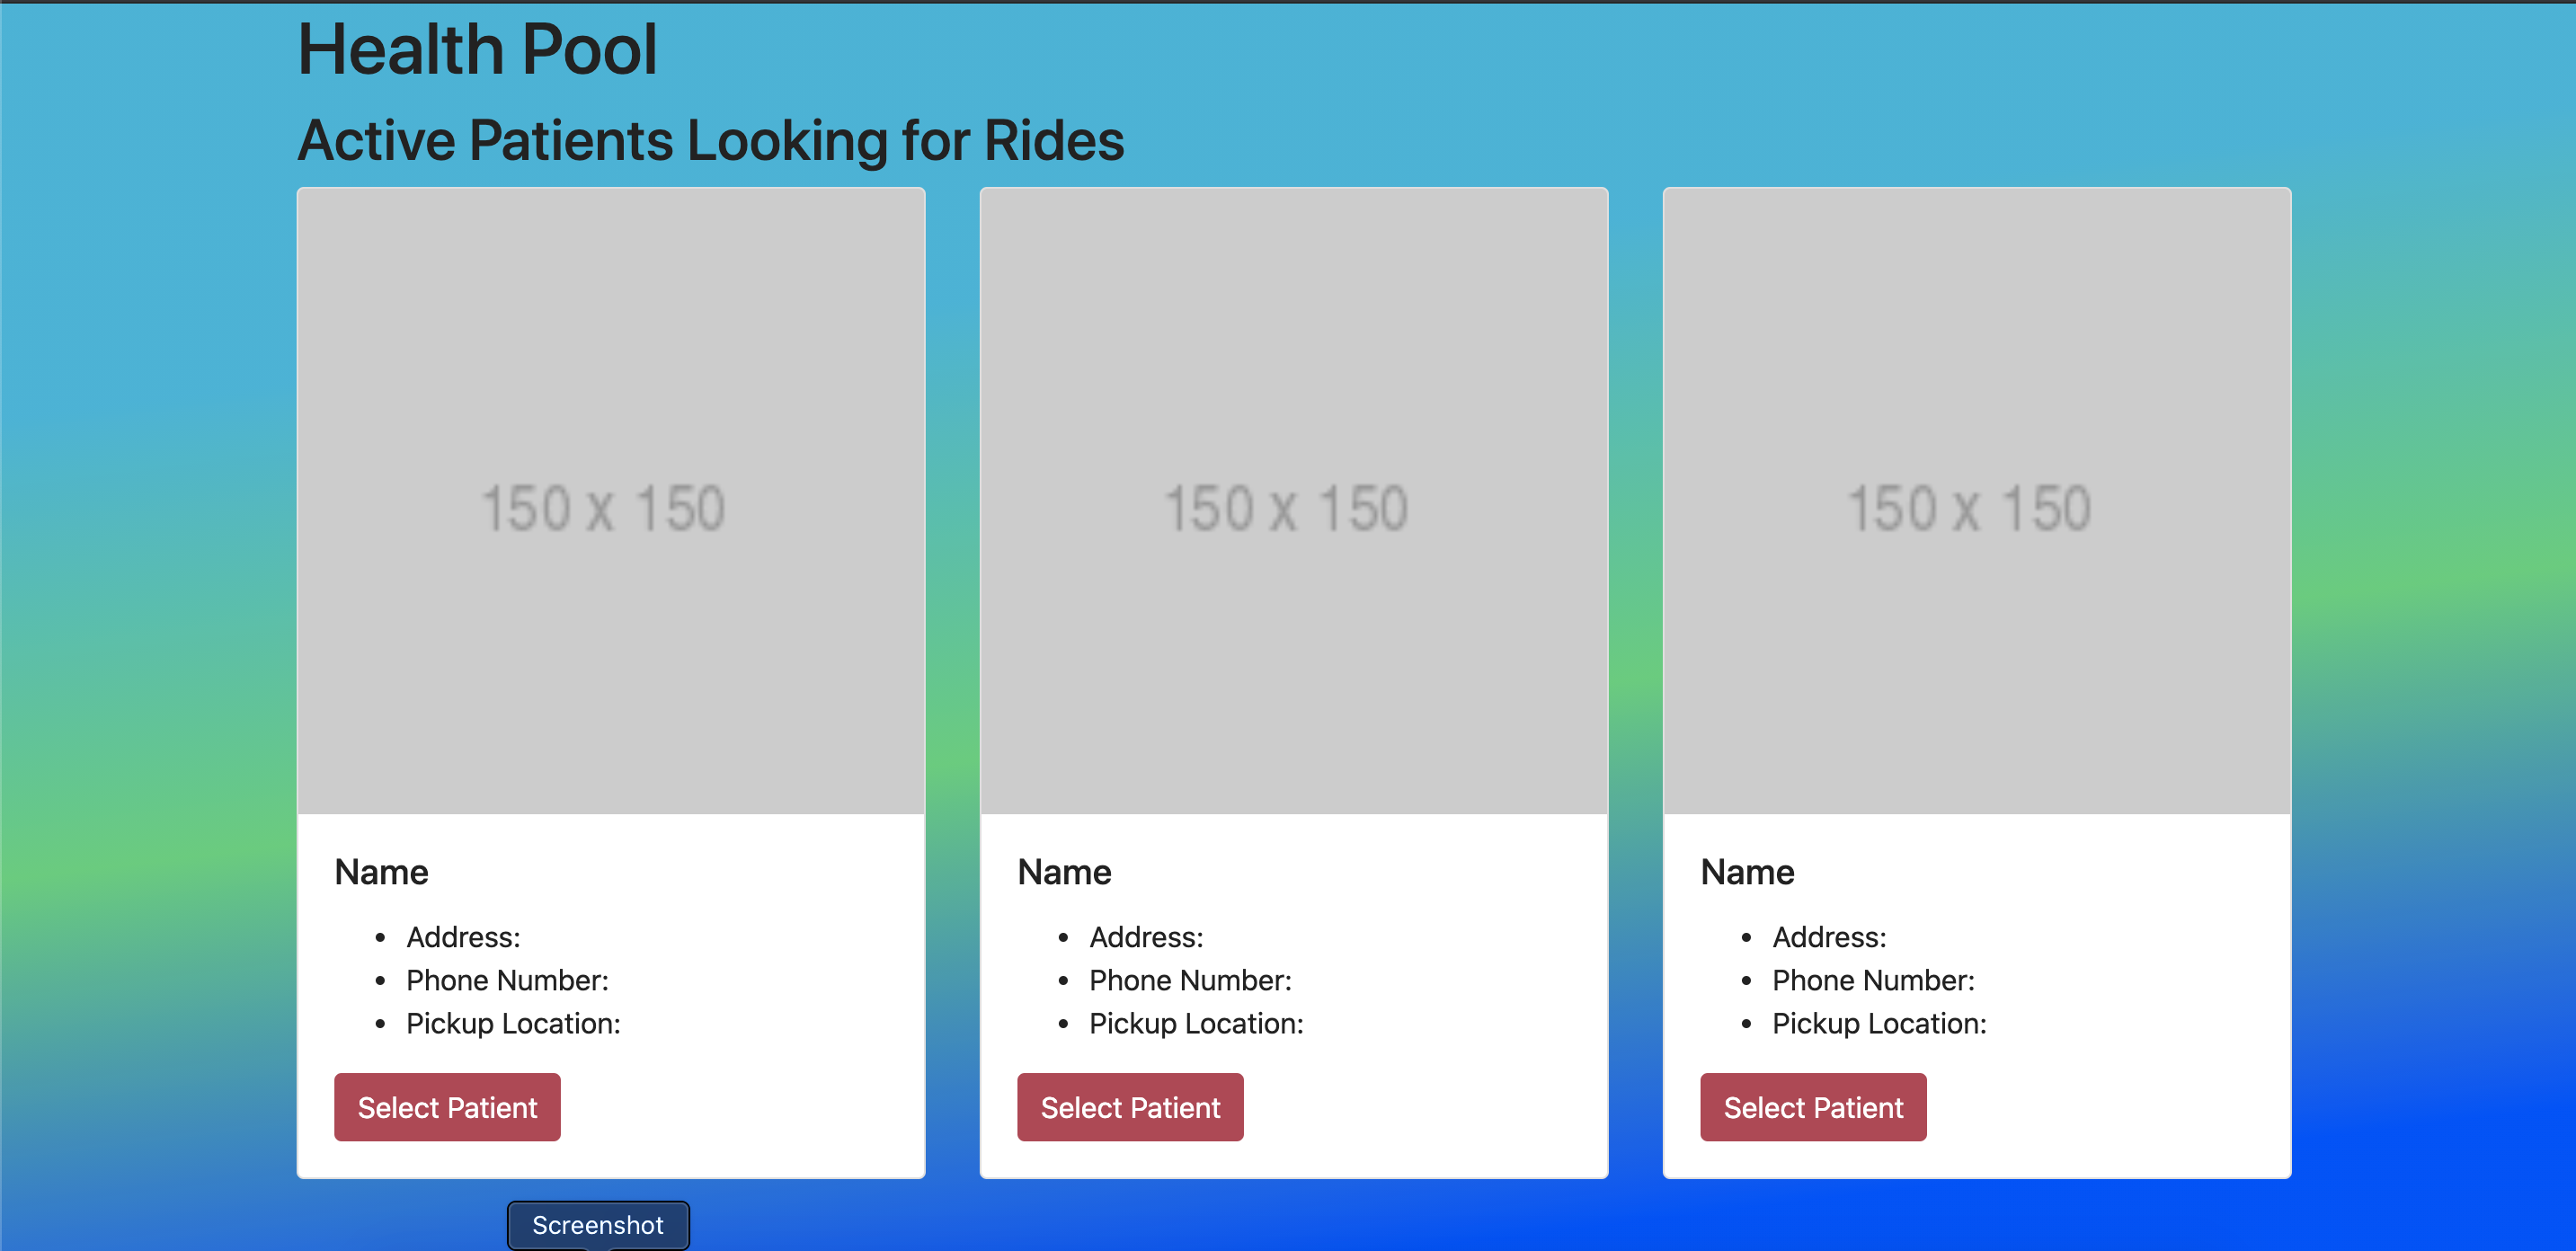 Health Pool
Active Patients Looking for Rides
150 x 150
150 x 150
150 x 150
Name
• Address:
• Phone Number:
• Pickup Location:
Select Patient
Name
• Address:
• Phone Number:
• Pickup Location:
Select Patient
Name
• Address:
• Phone Number:
• Pickup Location:
Select Patient
Screenshot